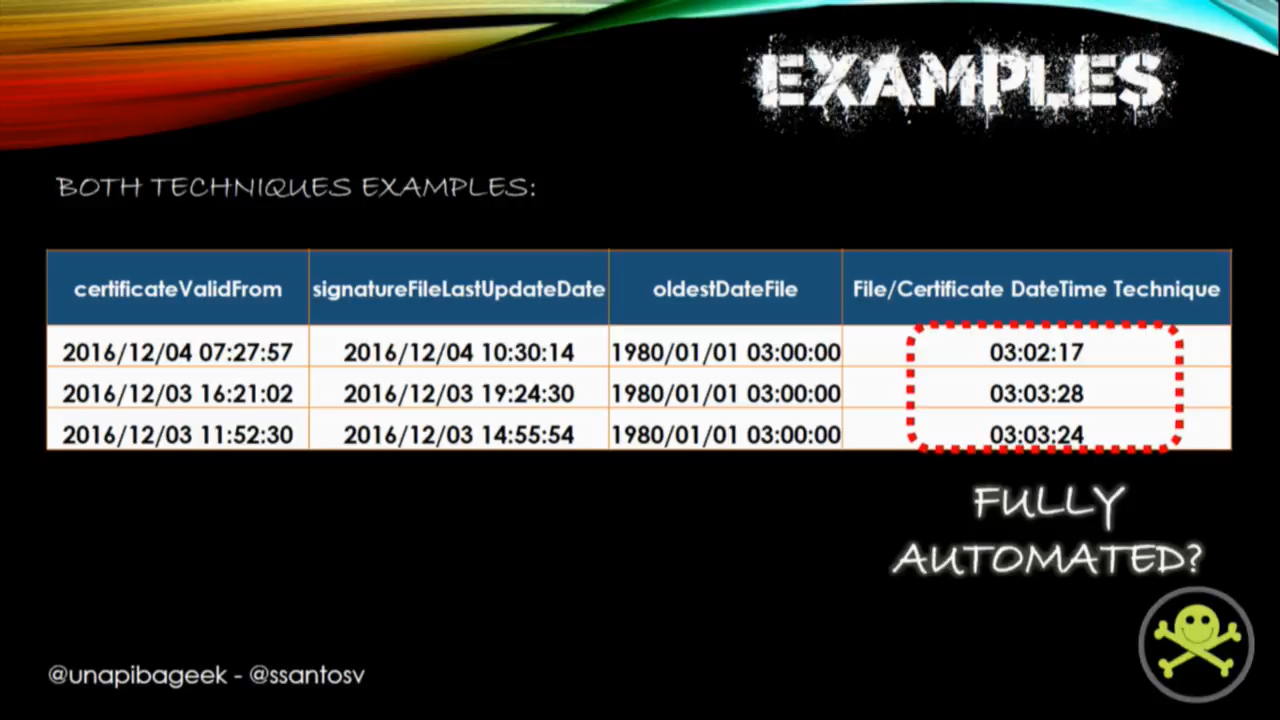 EXAMPLES
BOTH TECHNIQUES EXAMPLES:
certificateValidFrom signatureFileLastUpdateDate oldestDateFile File/Certificate DateTime Technique
2016/12/04 07:27:57 2016/12/04 10:30:14 1980/01/01 03:00:00 03:02:17
2016/12/03 16:21:02 2016/12/03 19:24:30 1980/01/01 03:00:00 03:03:28
2016/12/03 11:52:30 2016/12/03 14:55:54 1980/01/01 03:00:00 03:03:24
FULLY
AUTOMATED?
@unapibageek - @ssantosv